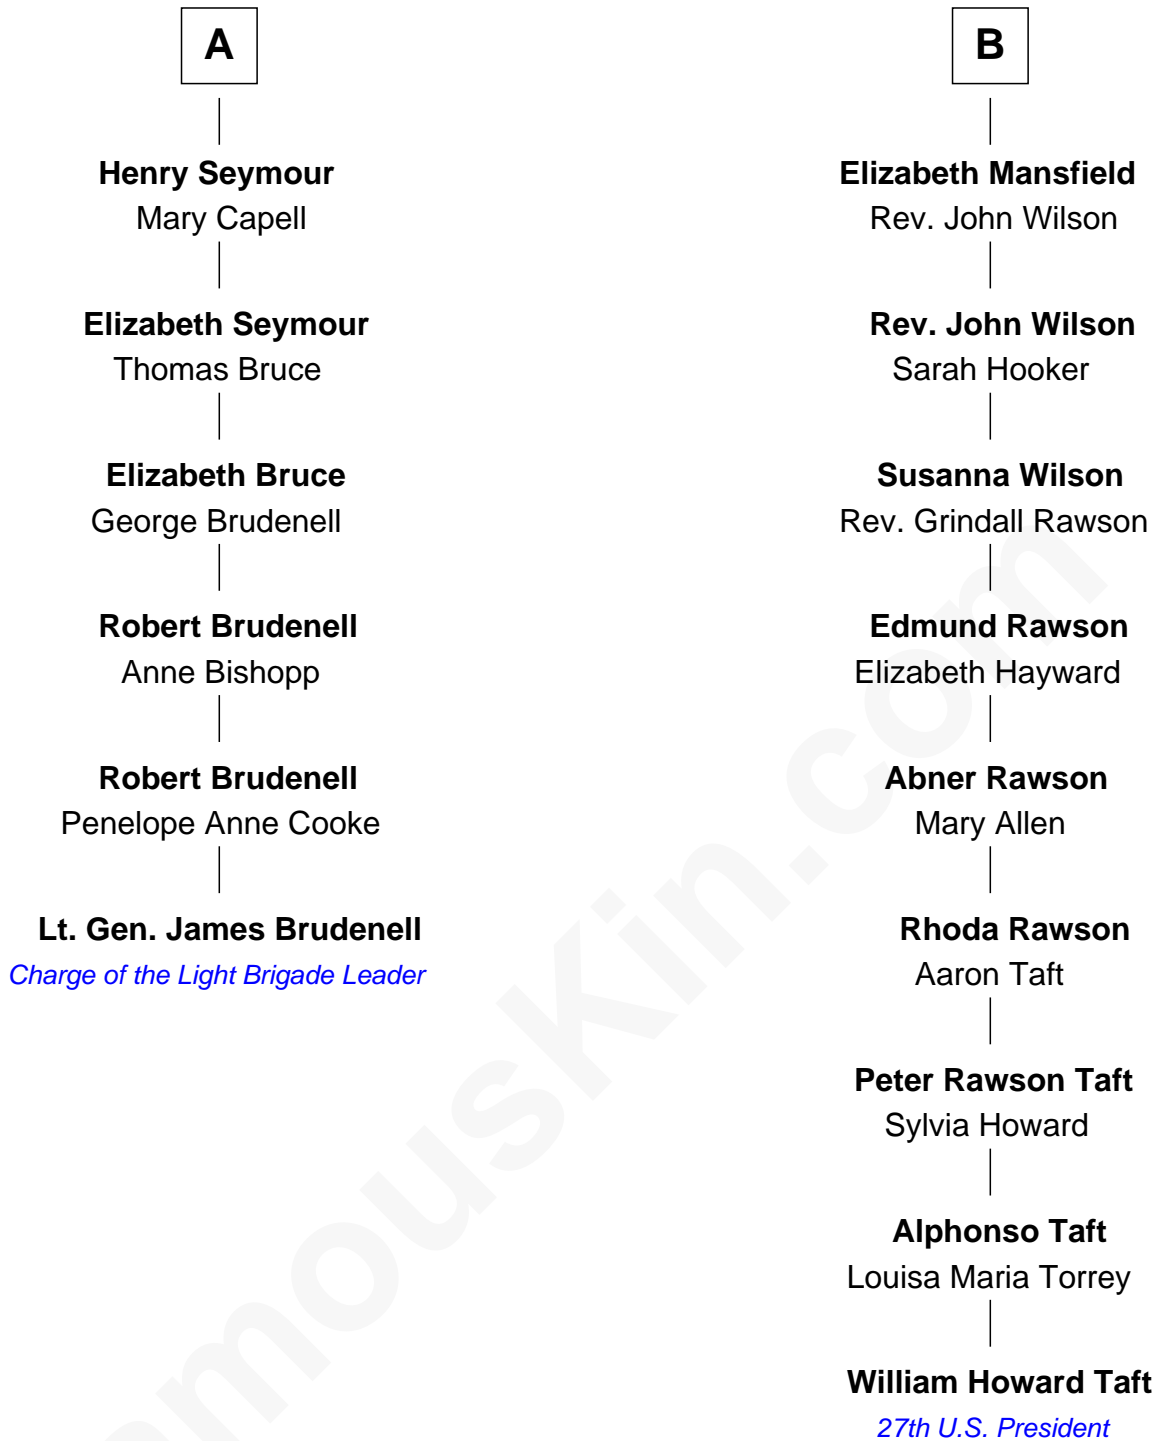 A
Henry Seymour
Mary Capell
Elizabeth Seymour
Thomas Bruce
Elizabeth Bruce
George Brudenell
Robert Brudenell
Anne Bishopp
Robert Brudenell
Penelope Anne Cooke
Lt. Gen. James Brudenell
Charge of the Light Brigade Leader
B
Elizabeth Mansfield
Rev. John Wilson
Rev. John Wilson
Sarah Hooker
Susanna Wilson
Rev. Grindall Rawson
Edmund Rawson
Elizabeth Hayward
Abner Rawson
Mary Allen
Rhoda Rawson
Aaron Taft
Peter Rawson Taft
Sylvia Howard
Alphonso Taft
Louisa Maria Torrey
William Howard Taft
27th U.S. President
amouskin.com